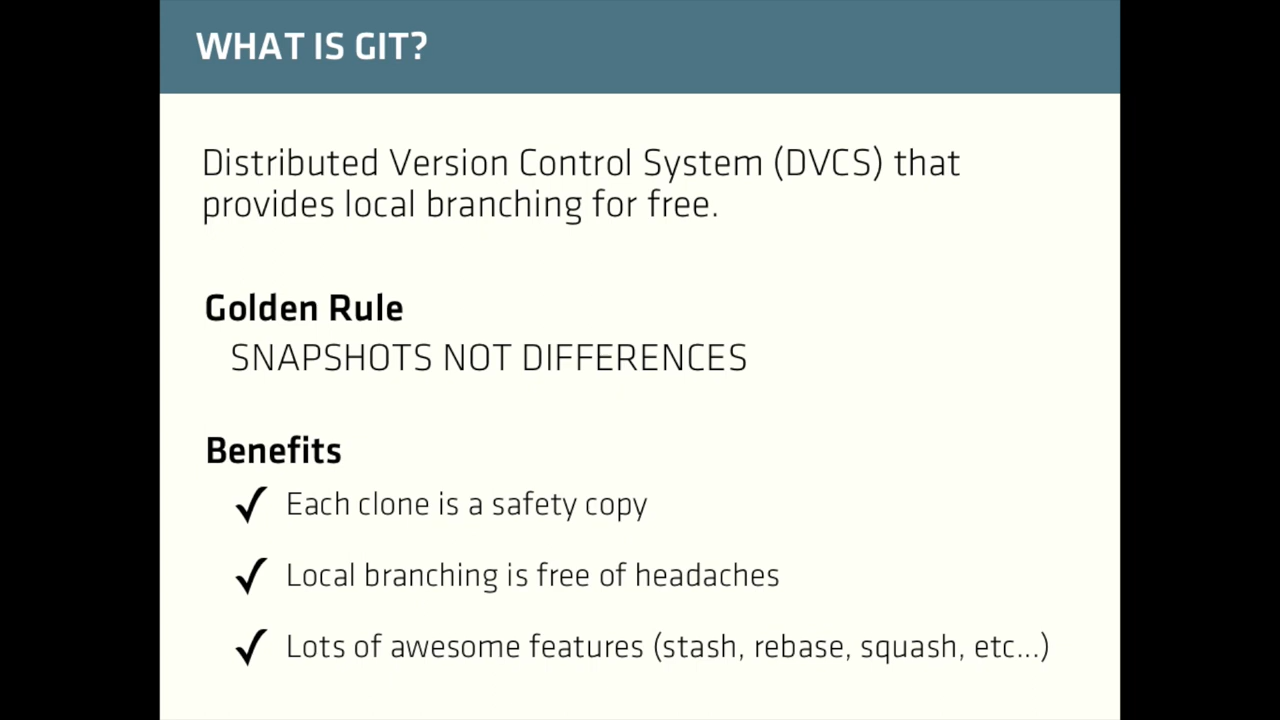 WHAT IS GIT?
Distributed Version Control System (DVCS) that
provides local branching for free.
Golden Rule
SNAPSHOTS NOT DIFFERENCES
Benefits
✓ Each clone is a safety copy
✓ Local branching is free of headaches
✓ Lots of awesome features (stash, rebase, squash, etc...)